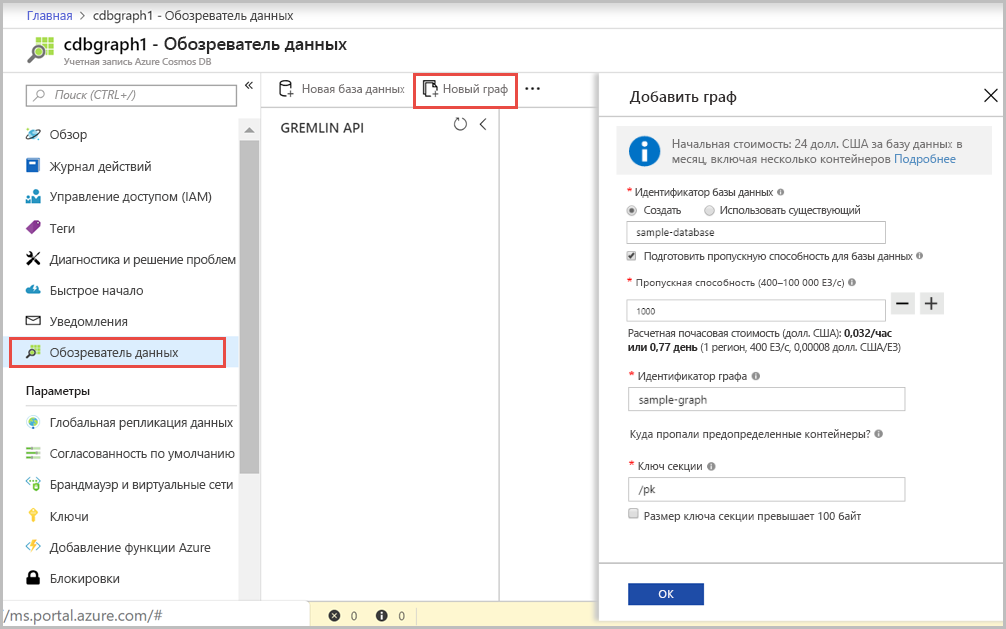 Главная > cdbgraph1 - Обозреватель данных
cdbgraph1 - Обозреватель данных
Учетная запись Azure Cosmos DB
Поиск (CTRL+/)
«
Обзор
Журнал действий
Управление доступом (IAM)
Теги
Диагностика и решение проблем
Быстрое начало
Уведомления
Обозреватель данных
Параметры
Глобальная репликация данных
Согласованность по умолчанию
Брандмауэр и виртуальные сети
Ключи
Добавление функции Azure
Блокировки
/ms.portal.azure.com/#
Новая база данных
Новый граф
...
GREMLIN API
0
0
Добавить граф
Начальная стоимость: 24 долл. США за базу данных в
месяц, включая несколько контейнеров Подробнее
* Идентификатор базы данных
Создать Использовать существующий
sample-database
Подготовить пропускную способность для базы данных
* Пропускная способность (400–100 000 ЕЗ/с)
1000
Расчетная почасовая стоимость (долл. США): 0,032/час
или 0,77 день (1 регион, 400 ЕЗ/с, 0,00008 долл. США/ЕЗ)
* Идентификатор графа
sample-graph
Куда пропали предопределенные контейнеры?
* Ключ секции
/pk
Размер ключа секции превышает 100 байт
ОК